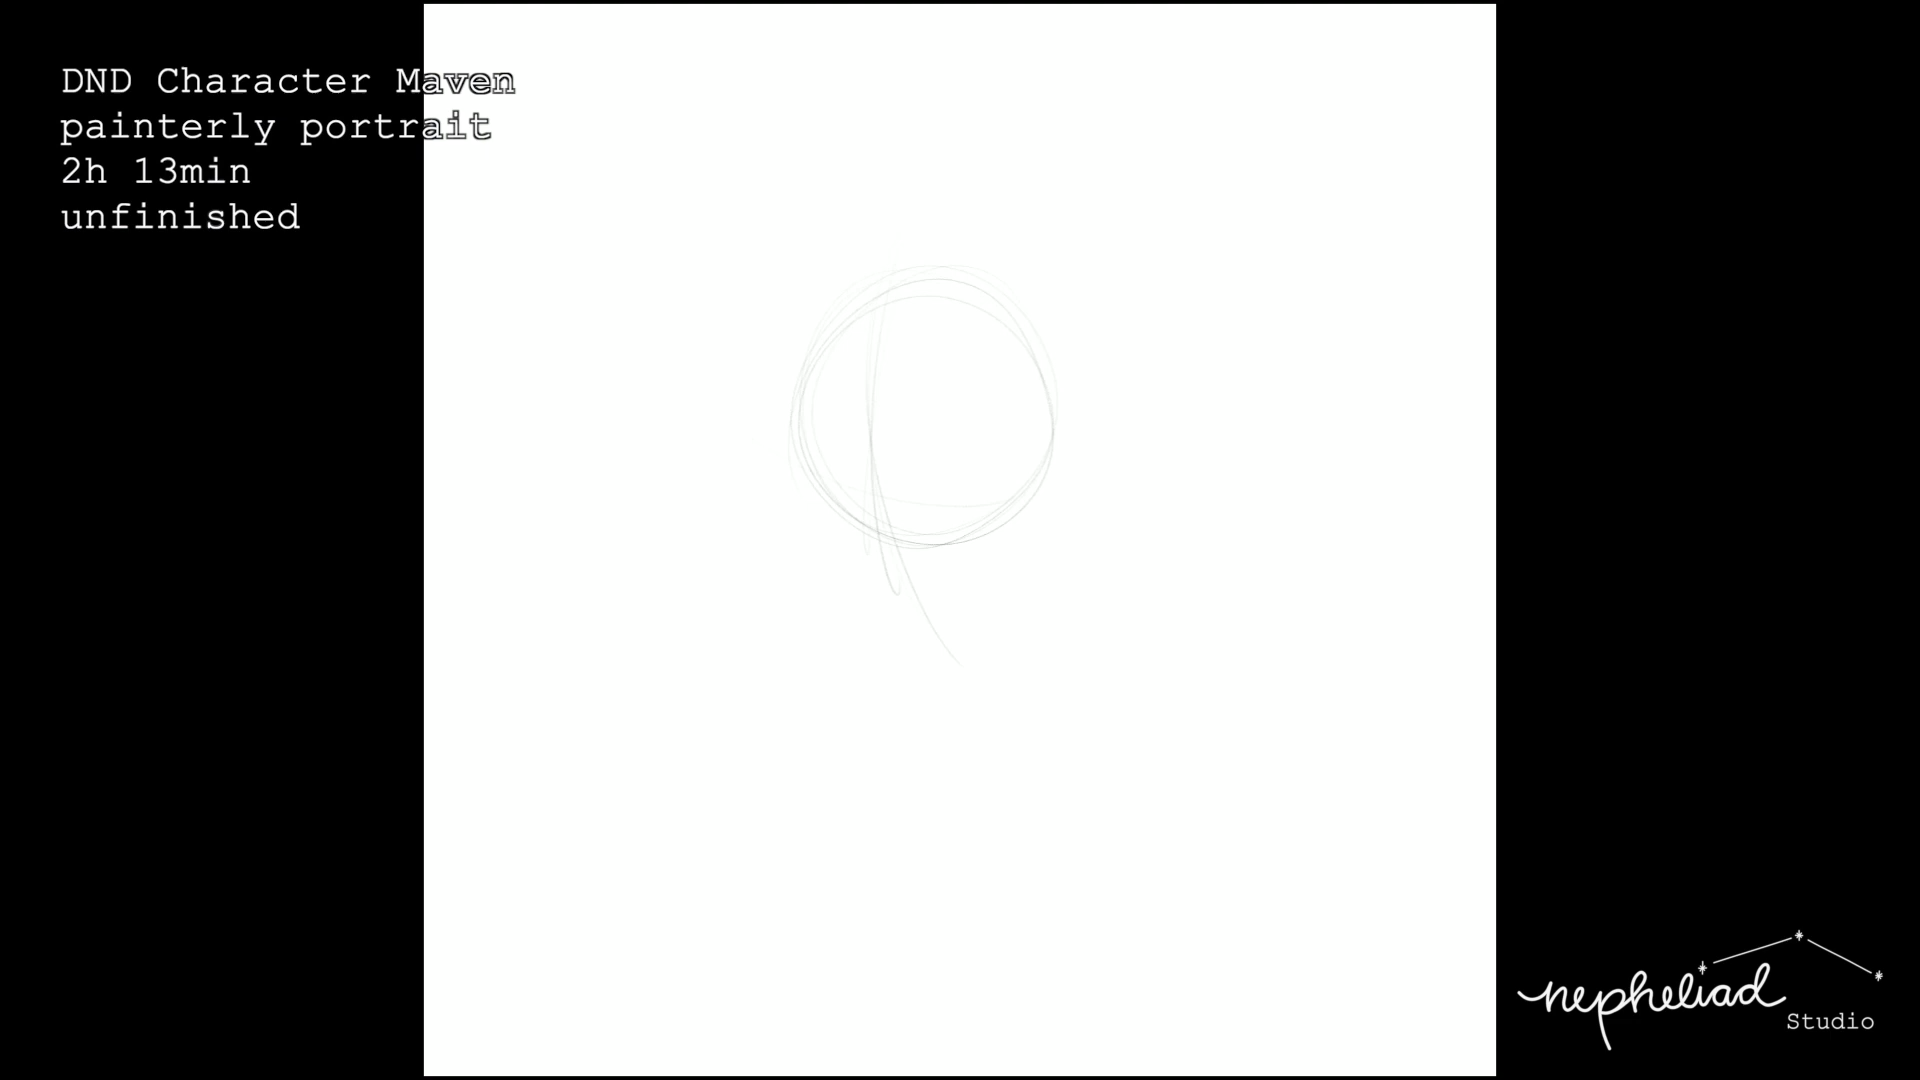 DND Character Maven
painterly portrait
2h 13min
unfinished
nepheliad
Studio